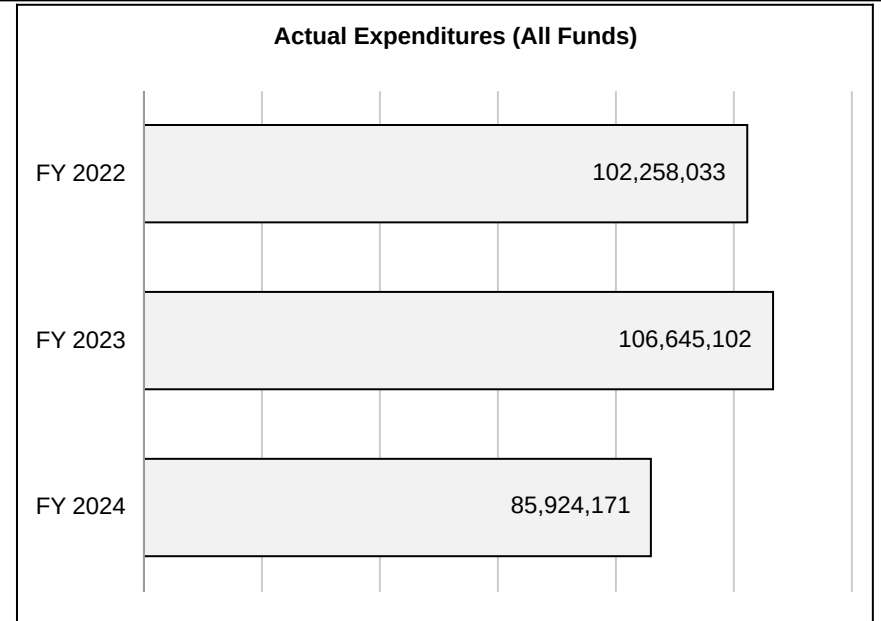 Actual Expenditures (All Funds)
FY 2022 102,258,033
FY 2023 106,645,102
FY 2024 85,924,171